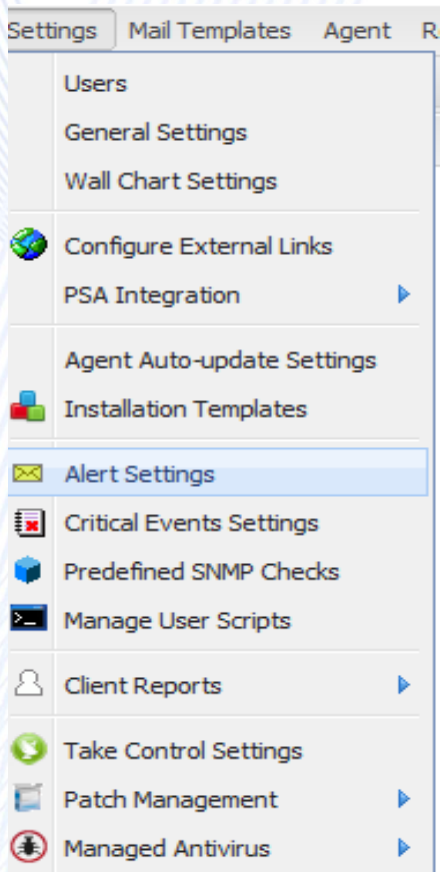 Settings Mail Templates Agent
Users
General Settings
Wall Chart Settings
Configure External Links
PSA Integration
Agent Auto-update Settings
Installation Templates
Alert Settings
Critical Events Settings
Predefined SNMP Checks
Manage User Scripts
Client Reports
Take Control Settings
Patch Management
Managed Antivirus